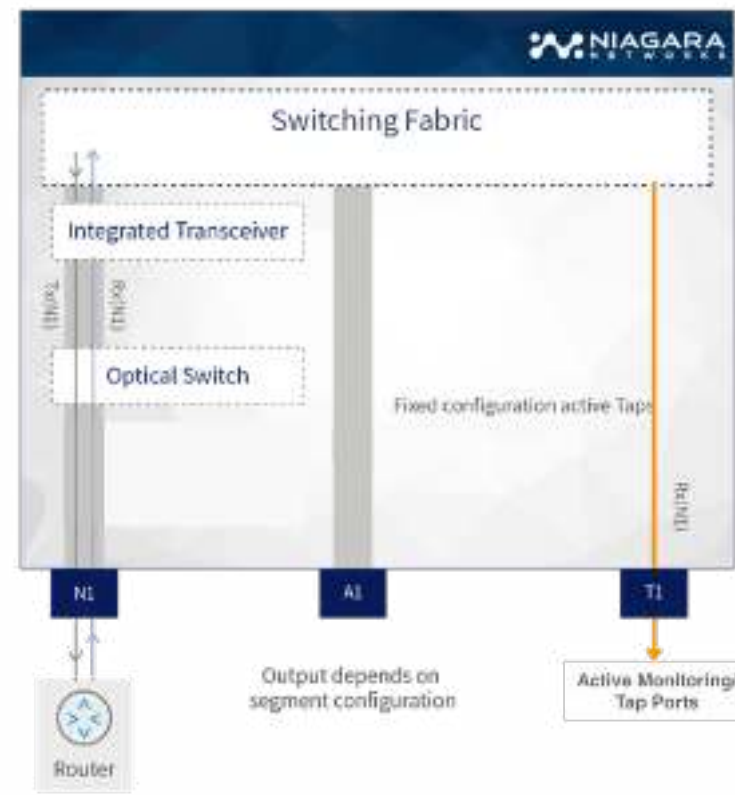 NIAGARA
NETWORKS
Switching Fabric
Integrated Transceiver
Tx(N1)
Rx(N1)
Optical Switch
Fixed configuration active Taps
Rx(N1)
N1
A1
T1
Output depends on
segment configuration
Active Monitoring/
Tap Ports
Router